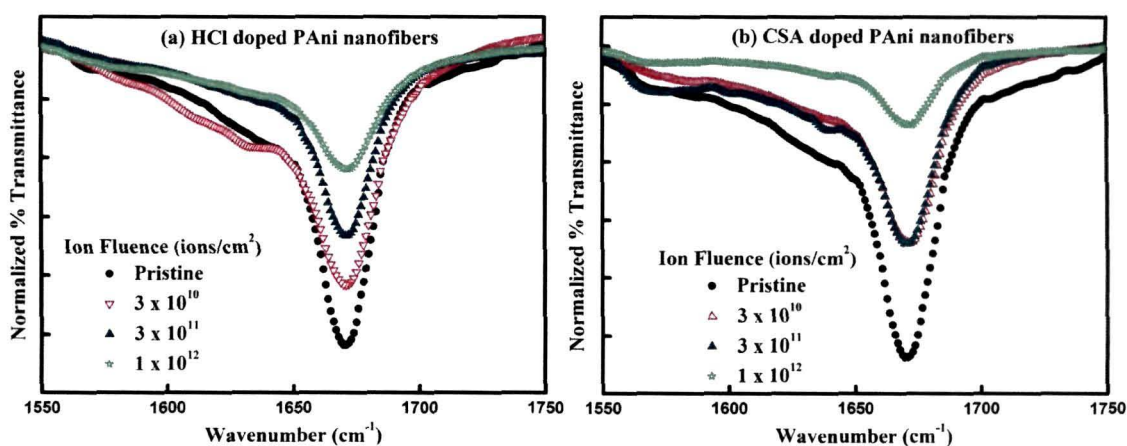 (a) HCl doped PAni nanofibers
Normalized % Transmittance
Ion Fluence (ions/cm²)
Pristine
3 x 10¹⁰
3 x 10¹¹
1 x 10¹²
1550 1600 1650 1700 1750
Wavenumber (cm⁻¹)
(b) CSA doped PAni nanofibers
Normalized % Transmittance
Ion Fluence (ions/cm²)
Pristine
3 x 10¹⁰
3 x 10¹¹
1 x 10¹²
1550 1600 1650 1700 1750
Wavenumber (cm⁻¹)